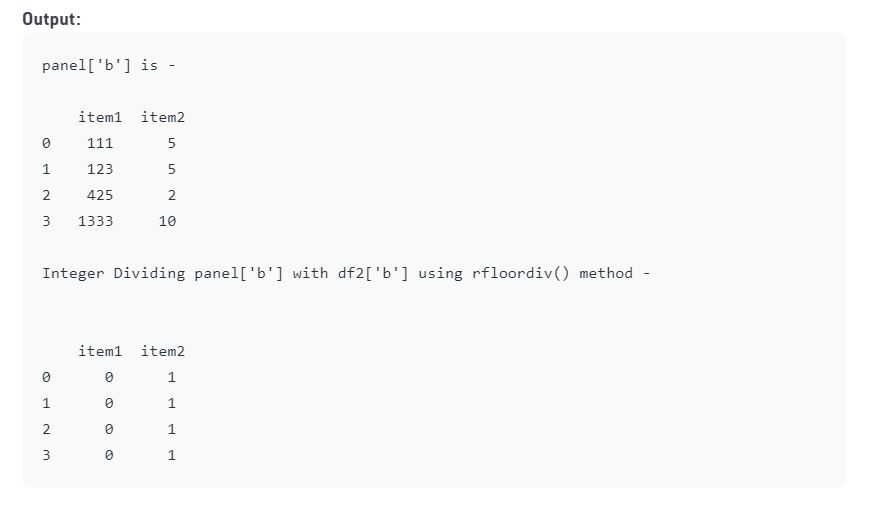 Output:
panel['b'] is -
item1 item2
0 111 5
1 123 5
2 425 2
3 1333 10
Integer Dividing panel['b'] with df2['b'] using rfloordiv() method -
item1 item2
0 0 1
1 0 1
2 0 1
3 0 1